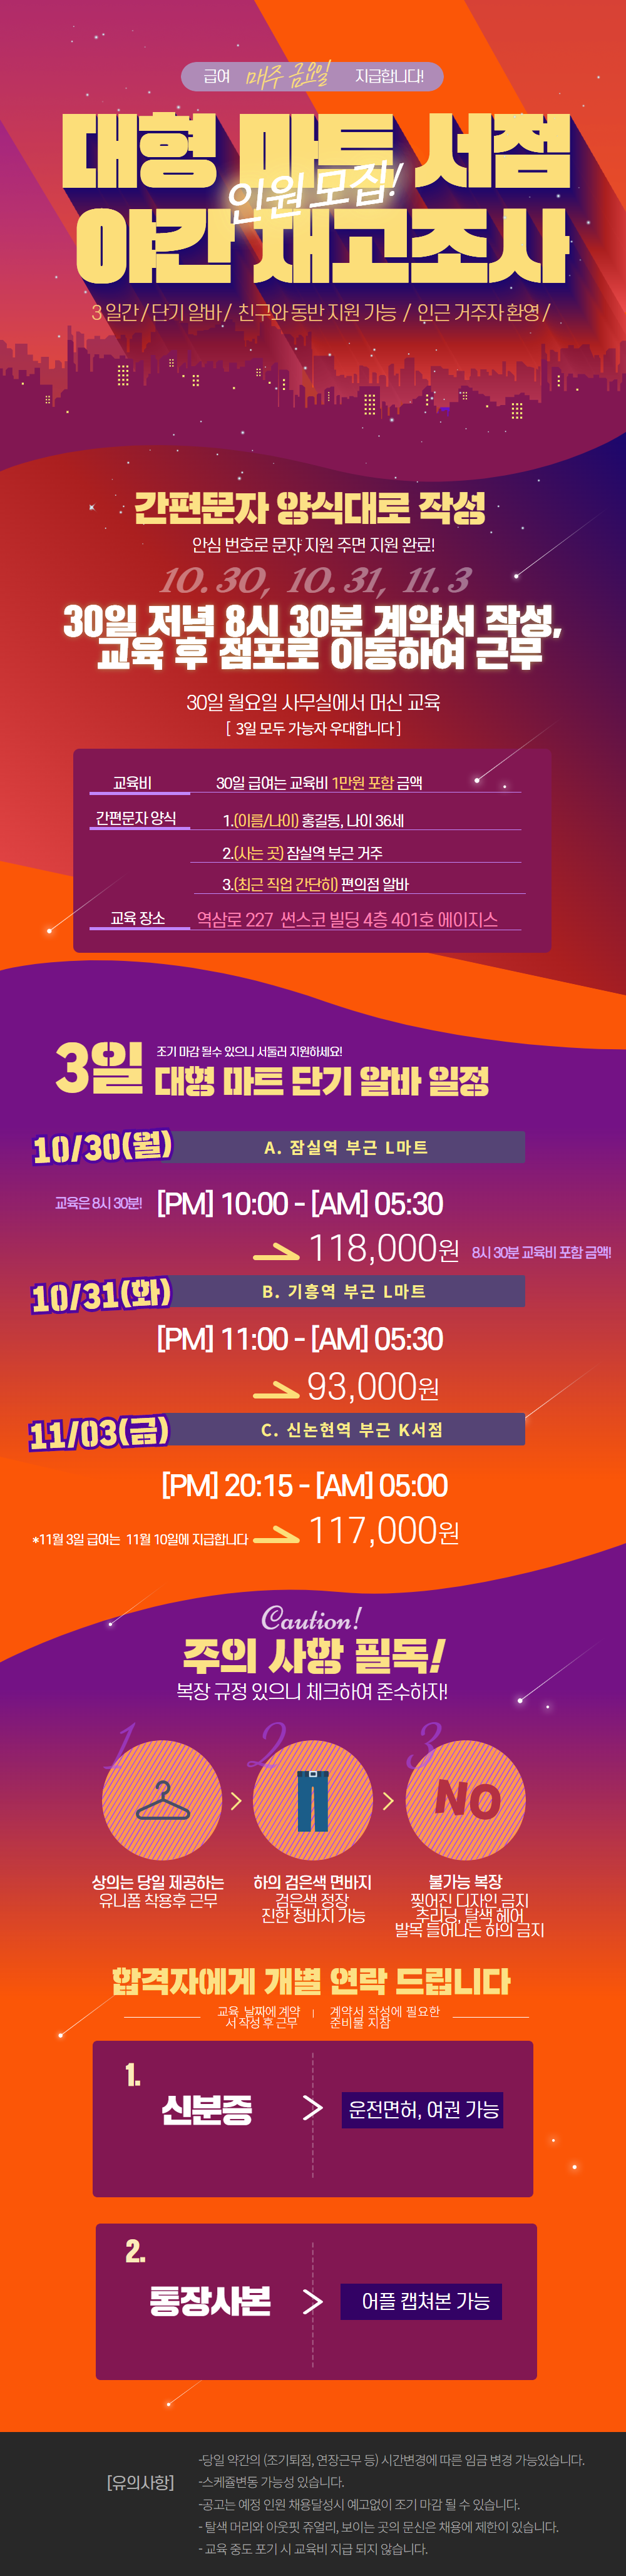 급여 매주 금요일 지급합니다!
대형 마트 서점
인원 모집!
야간 재고조사
3일간/단기 알바/ 친구와 동반 지원 가능 / 인근 거주자 환영/
간편문자 양식대로 작성
안심 번호로 문자 지원 주면 지원 완료!
10. 30, 10. 31, 11. 3
30일 저녁 8시 30분 계약서 작성,
교육 후 점포로 이동하여 근무
30일 월요일 사무실에서 머신 교육
[ 3일 모두 가능자 우대합니다 ]
교육비 30일 급여는 교육비 1만원 포함 금액
간편문자 양식 1.(이름/나이) 홍길동, 나이 36세
2.(사는 곳) 잠실역 부근 거주
3.(최근 직업 간단히) 편의점 알바
교육 장소 역삼로 227 썬스코 빌딩 4층 401호 에이지스
조기 마감 될수 있으니 서둘러 지원하세요!
3일 대형 마트 단기 알바 일정
10/30(월) A. 잠실역 부근 L마트
교육은 8시 30분! [PM] 10:00 - [AM] 05:30
118,000원 8시 30분 교육비 포함 금액!
10/31(화) B. 기흥역 부근 L마트
[PM] 11:00 - [AM] 05:30
93,000원
11/03(금) C. 신논현역 부근 K서점
[PM] 20:15 - [AM] 05:00
*11월 3일 급여는 11월 10일에 지급합니다 117,000원
Caution!
주의 사항 필독!
복장 규정 있으니 체크하여 준수하자!
1 2 3
NO
상의는 당일 제공하는
유니폼 착용후 근무
하의 검은색 면바지
검은색 정장
진한 청바지 가능
불가능 복장
찢어진 디자인 금지
추리닝, 탈색 헤어
발목 들어나는 하의 금지
합격자에게 개별 연락 드립니다
교육 날짜에 계약
서 작성 후 근무
계약서 작성에 필요한
준비물 지참
1.
신분증 운전면허, 여권 가능
2.
통장사본 어플 캡쳐본 가능
[유의사항]
-당일 약간의 (조기퇴점, 연장근무 등) 시간변경에 따른 임금 변경 가능있습니다.
-스케쥴변동 가능성 있습니다.
-공고는 예정 인원 채용달성시 예고없이 조기 마감 될 수 있습니다.
- 탈색 머리와 아웃핏 쥬얼리, 보이는 곳의 문신은 채용에 제한이 있습니다.
- 교육 중도 포기 시 교육비 지급 되지 않습니다.